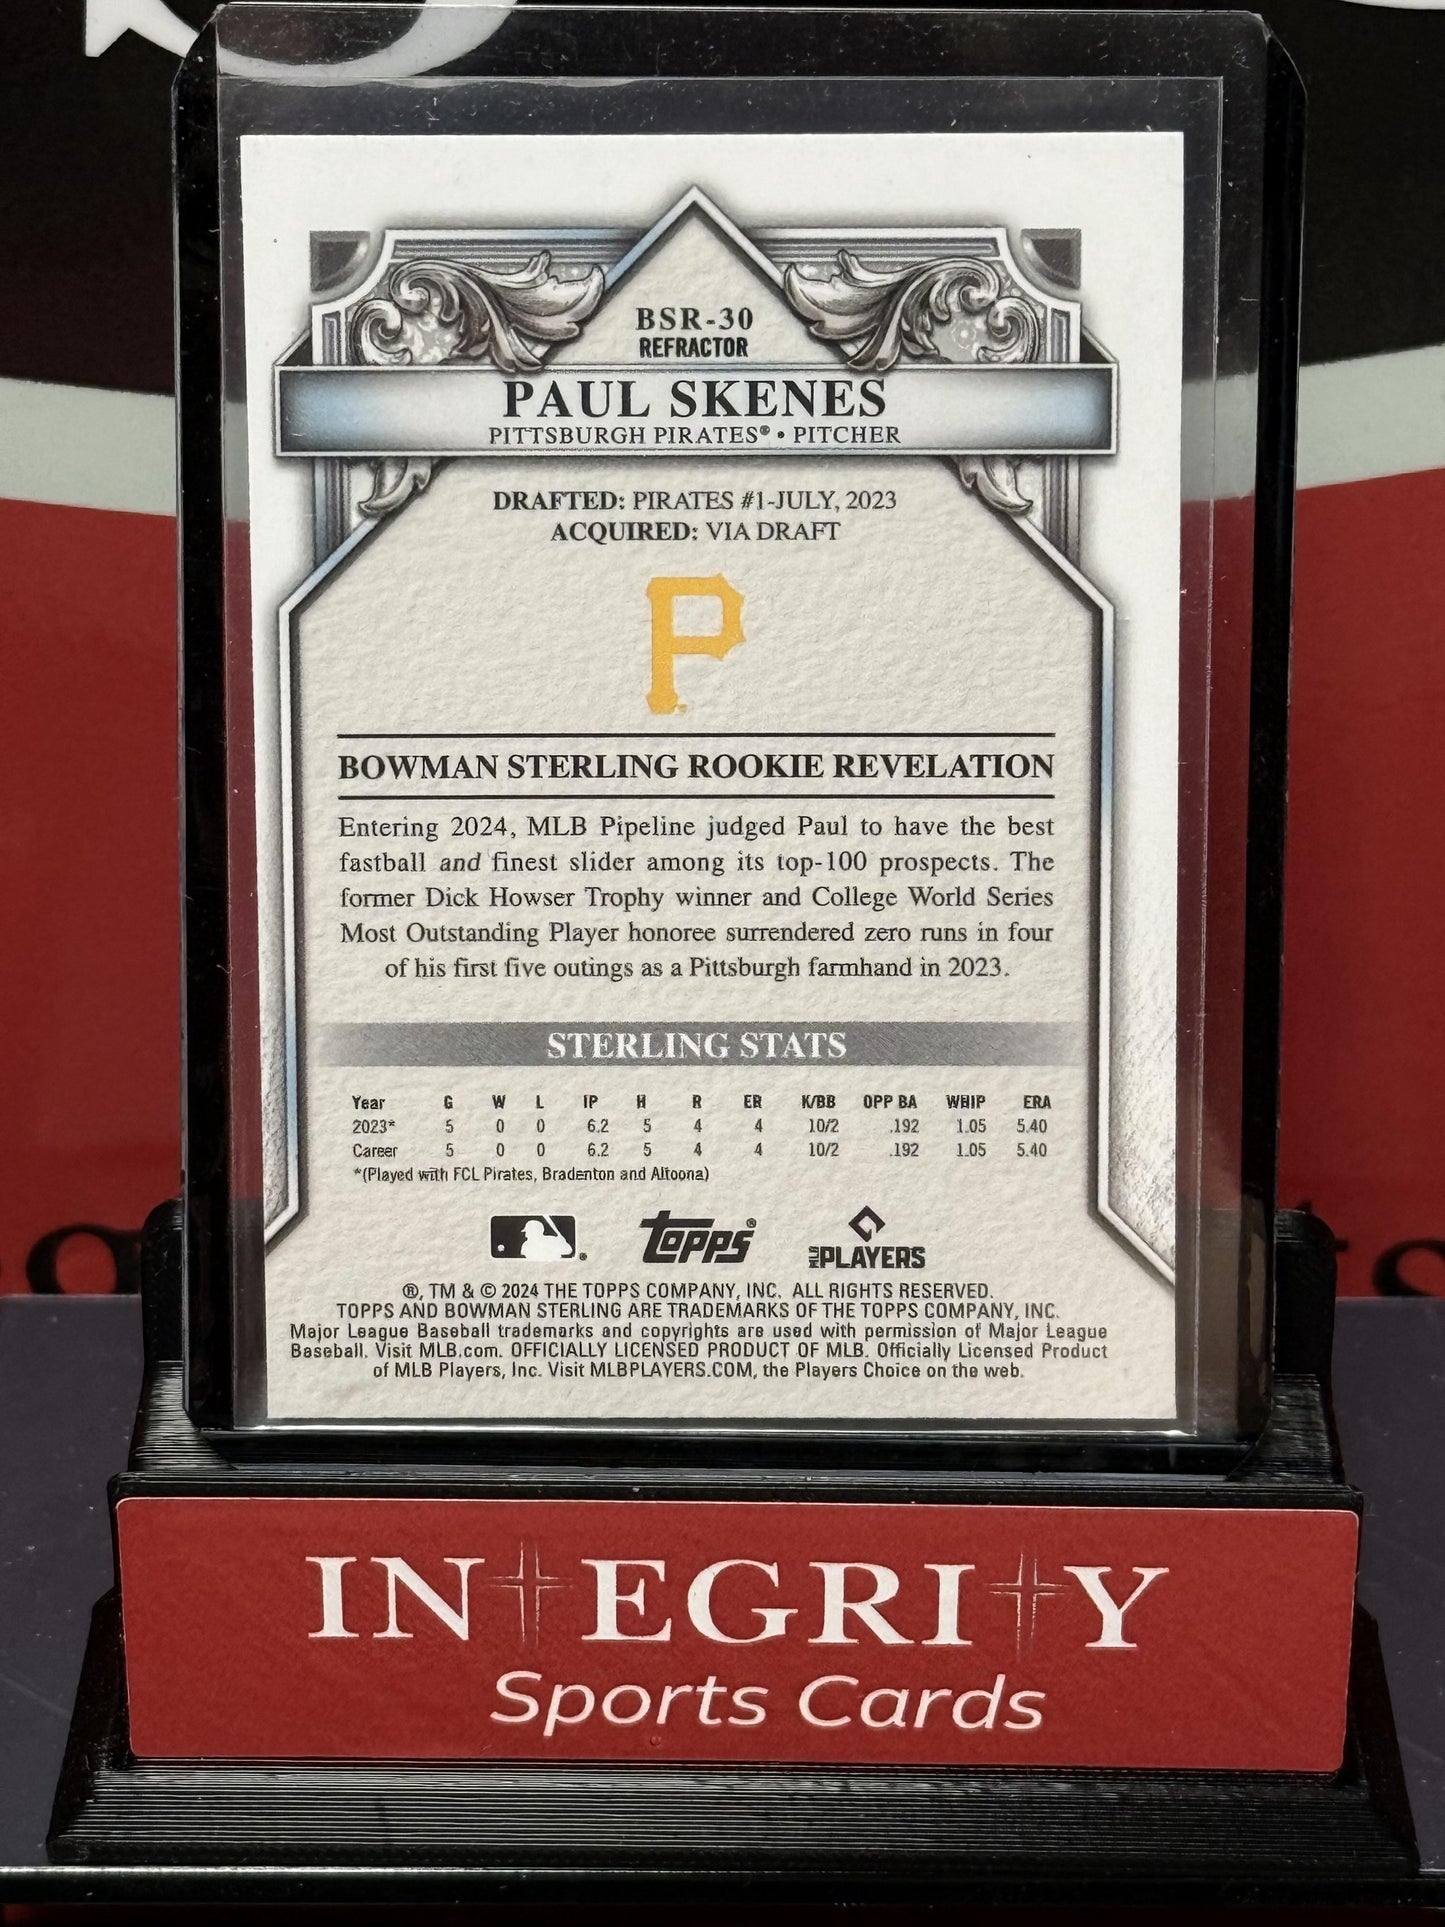 BSR-30
REFRACTOR
PAUL SKENES
PITTSBURGH PIRATES® • PITCHER
DRAFTED: PIRATES #1-JULY, 2023
ACQUIRED: VIA DRAFT
P
BOWMAN STERLING ROOKIE REVELATION
Entering 2024, MLB Pipeline judged Paul to have the best
fastball and finest slider among its top-100 prospects. The
former Dick Howser Trophy winner and College World Series
Most Outstanding Player honoree surrendered zero runs in four
of his first five outings as a Pittsburgh farmhand in 2023.
STERLING STATS
Year G W L IP H R ER K/BB OPP BA WHIP ERA
2023* 5 0 0 6.2 5 4 4 10/2 .192 1.05 5.40
Career 5 0 0 6.2 5 4 4 10/2 .192 1.05 5.40
*(Played with FCL Pirates, Bradenton and Altoona)
Topps® MLB PLAYERS
®, TM & © 2024 THE TOPPS COMPANY, INC. ALL RIGHTS RESERVED.
TOPPS AND BOWMAN STERLING ARE TRADEMARKS OF THE TOPPS COMPANY, INC.
Major League Baseball trademarks and copyrights are used with permission of Major League
Baseball. Visit MLB.com. OFFICIALLY LICENSED PRODUCT OF MLB. Officially Licensed Product
of MLB Players, Inc. Visit MLBPLAYERS.COM, the Players Choice on the web.
INTEGRITY
Sports Cards